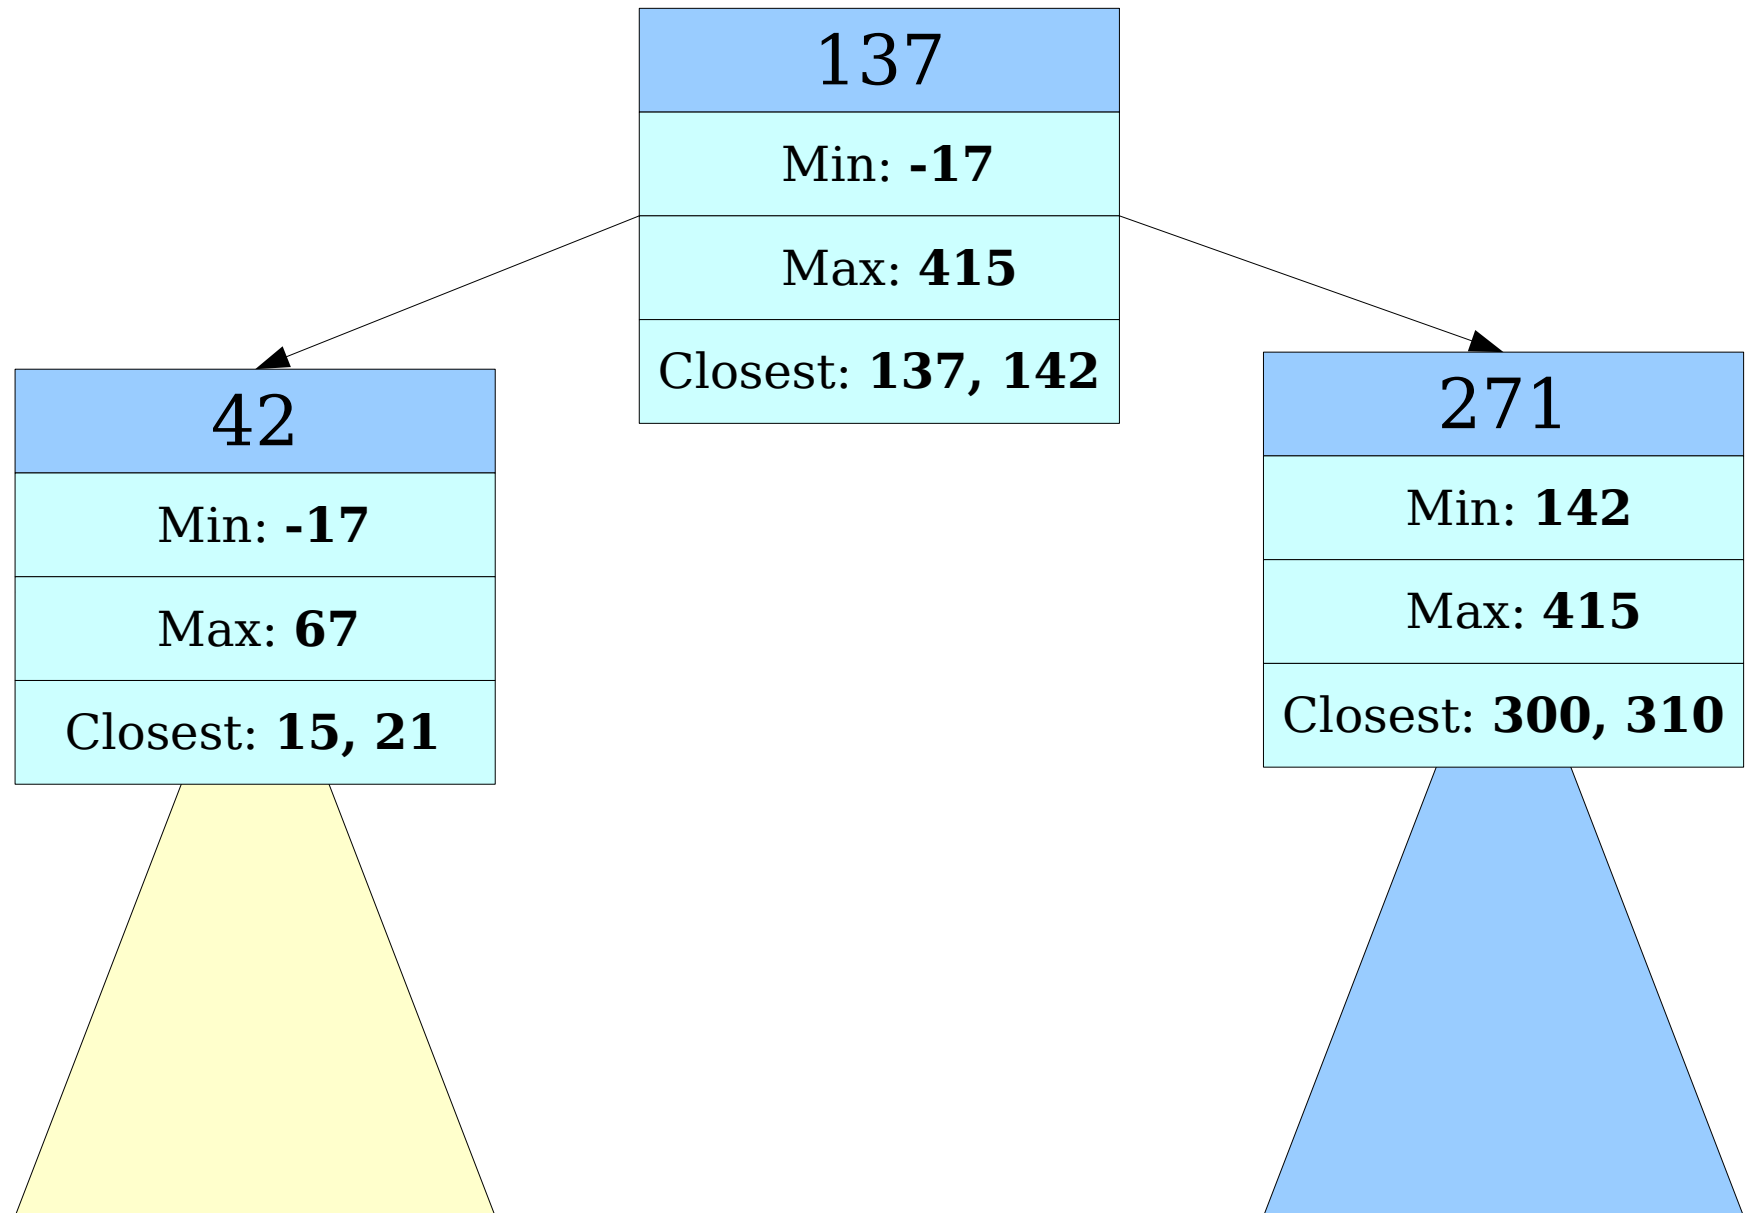 137
Min: -17
Max: 415
Closest: 137, 142
42
Min: -17
Max: 67
Closest: 15, 21
271
Min: 142
Max: 415
Closest: 300, 310